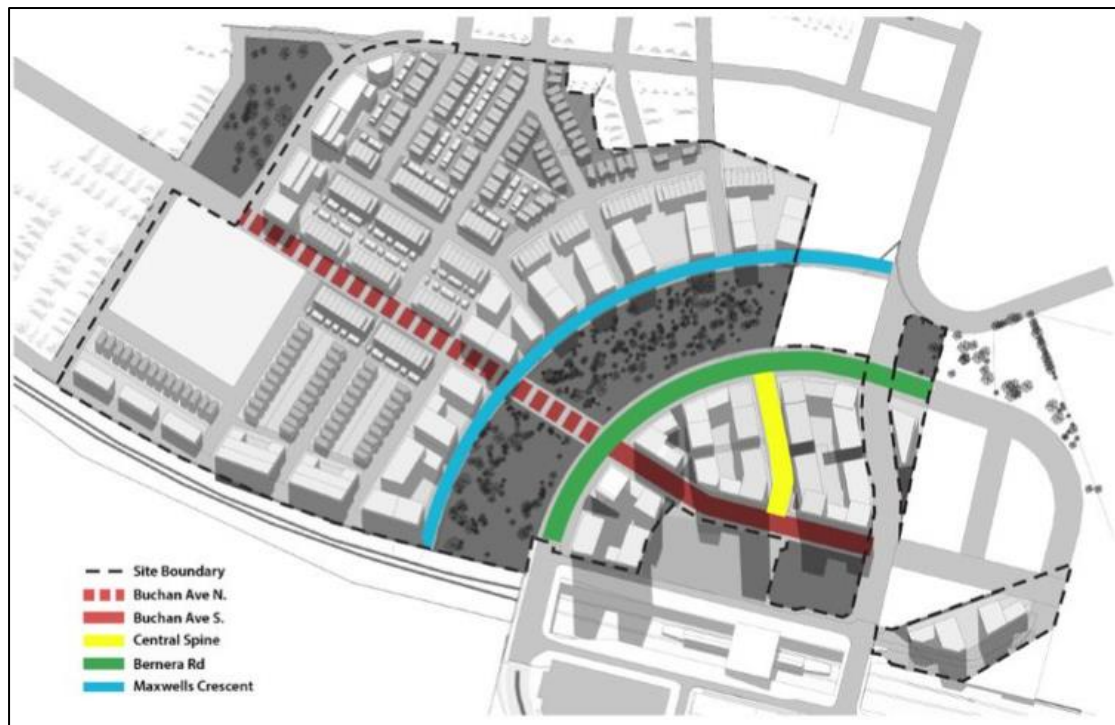 Site Boundary
Buchan Ave N.
Buchan Ave S.
Central Spine
Bernera Rd
Maxwells Crescent